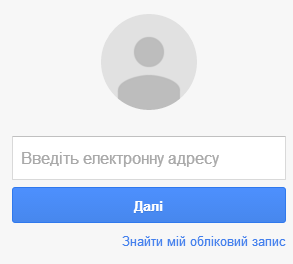 Введіть електронну адресу
Далі
Знайти мій обліковий запис